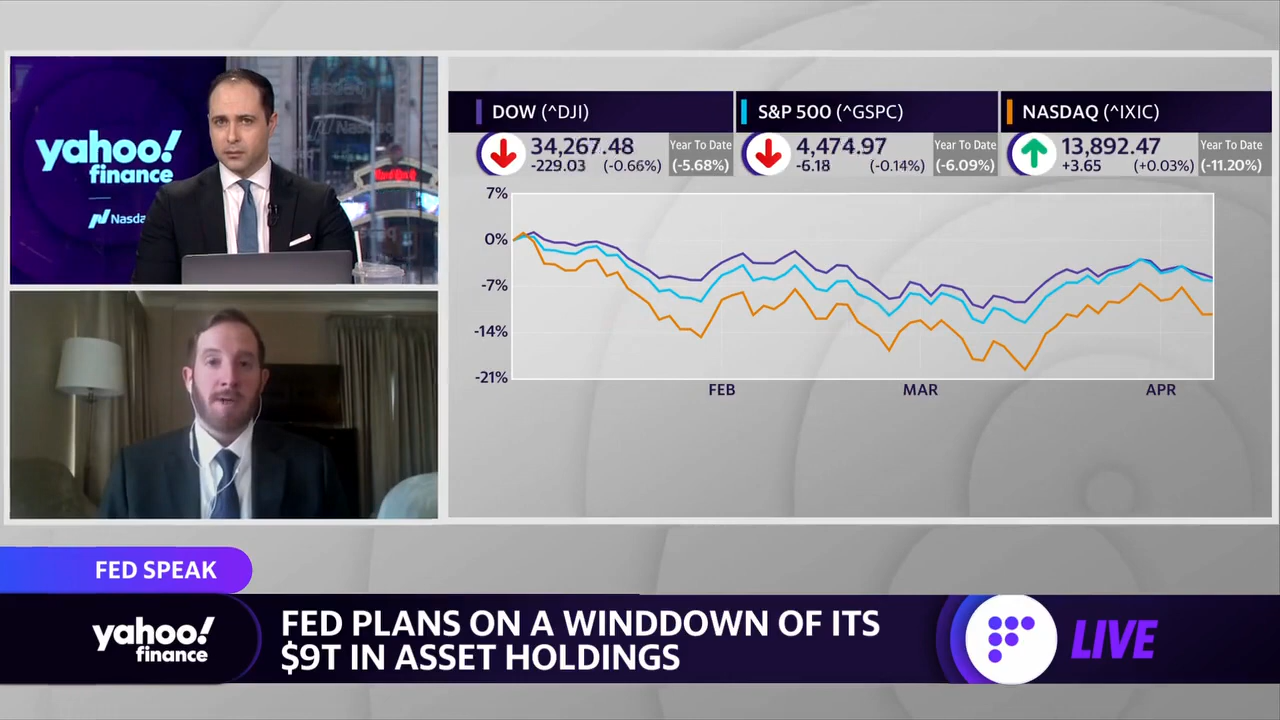 yahoo!
finance
Nasda
DOW (^DJI)
34,267.48
-229.03 (-0.66%)
Year To Date
(-5.68%)
S&P 500 (^GSPC)
4,474.97
-6.18 (-0.14%)
Year To Date
(-6.09%)
NASDAQ (^IXIC)
13,892.47
+3.65 (+0.03%)
Year To Date
(-11.20%)
7%
0%
-7%
-14%
-21%
FEB
MAR
APR
FED SPEAK
yahoo!
finance
FED PLANS ON A WINDDOWN OF ITS
$9T IN ASSET HOLDINGS
LIVE